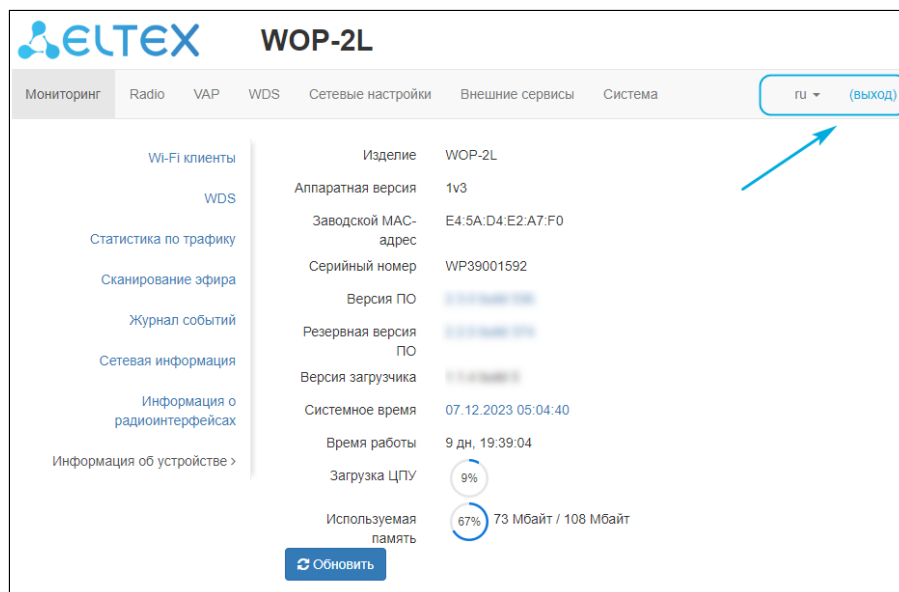 ELTEX WOP-2L
Мониторинг Radio VAP WDS Сетевые настройки Внешние сервисы Система ru (выход)
Wi-Fi клиенты
WDS
Статистика по трафику
Сканирование эфира
Журнал событий
Сетевая информация
Информация о
радиоинтерфейсах
Информация об устройстве >
Изделие WOP-2L
Аппаратная версия 1v3
Заводской MAC-
адрес E4:5A:D4:E2:A7:F0
Серийный номер WP39001592
Версия ПО
Резервная версия
ПО
Версия загрузчика
Системное время 07.12.2023 05:04:40
Время работы 9 дн, 19:39:04
Загрузка ЦПУ 9%
Используемая
память 67% 73 Мбайт / 108 Мбайт
Обновить